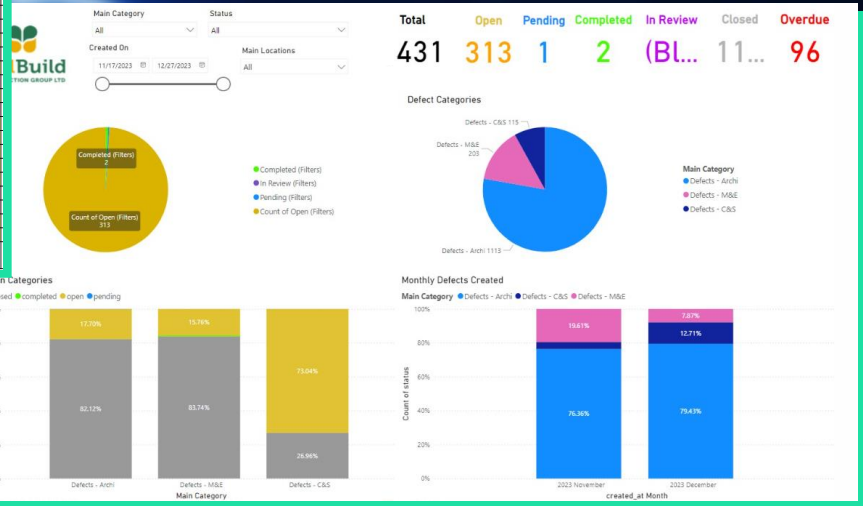 Main Category
Status
All
All
Created On
Main Locations
11/17/2023
12/27/2023
All
Build
GROUP LTD
Total
Open
Pending
Completed
In Review
Closed
Overdue
431
313
1
2
(Bl...
11...
96
Completed (Filters)
2
Count of Open (Filters)
313
Completed (Filters)
In Review (Filters)
Pending (Filters)
Count of Open (Filters)
Defect Categories
Defects - C&S 115
Defects - M&E
203
Defects - Archi 1113
Main Category
Defects - Archi
Defects - M&E
Defects - C&S
Categories
completed
open
pending
17.70%
15.76%
73.04%
82.12%
83.74%
26.96%
Defects - Archi
Defects - M&E
Defects - C&S
Main Category
Monthly Defects Created
Main Category
Defects - Archi
Defects - C&S
Defects - M&E
100%
80%
60%
40%
20%
0%
Count of status
19.61%
7.87%
12.71%
76.36%
79.43%
2023 November
2023 December
created_at Month